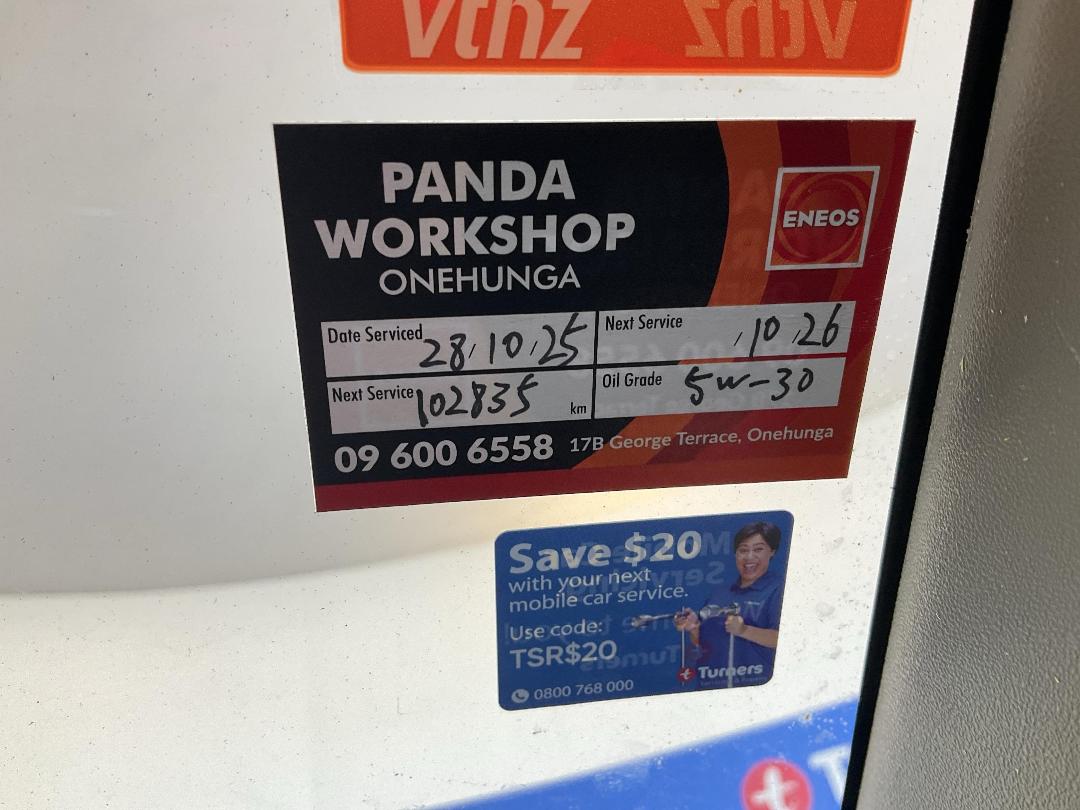 vtnz
PANDA
WORKSHOP
ONEHUNGA
ENEOS
Date Serviced 28/10/25
Next Service /10/26
Next Service 102835 km
Oil Grade 5w-30
09 600 6558 17B George Terrace, Onehunga
Save $20
with your next
mobile car service.
Use code:
TSR$20
Turners
0800 768 000